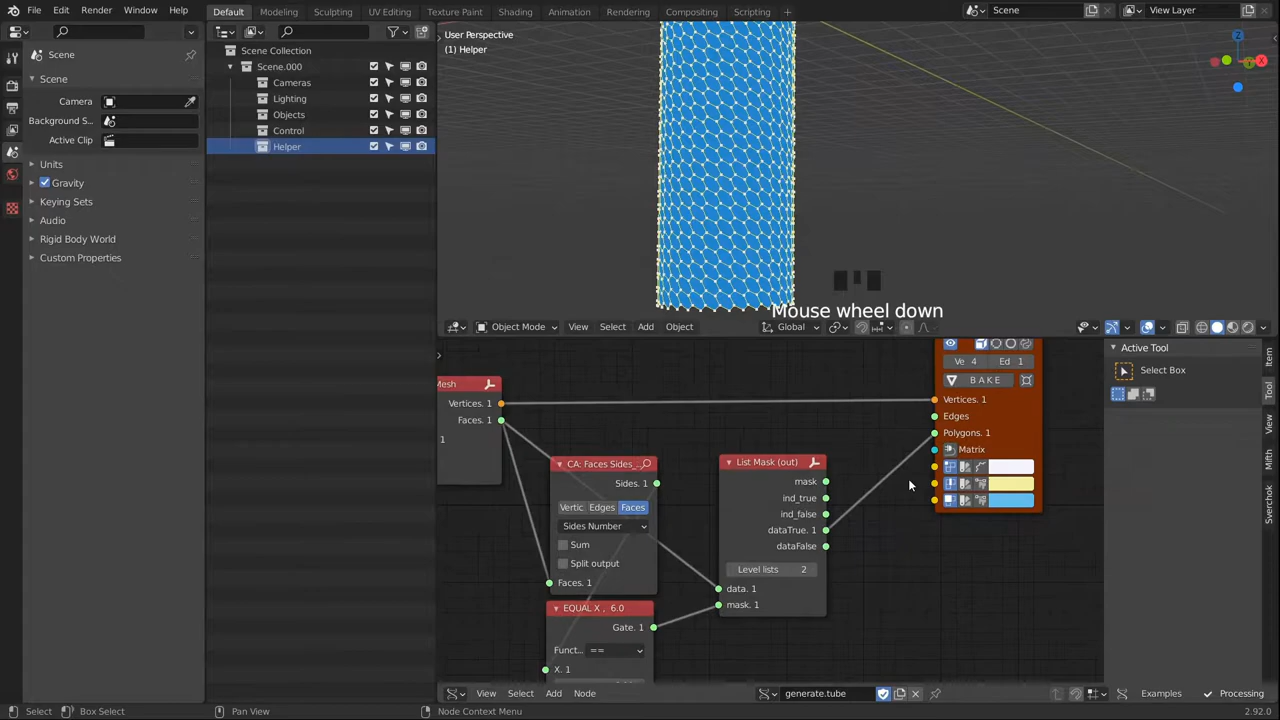 File Edit Render Window Help
Default Modeling Sculpting UV Editing Texture Paint Shading Animation Rendering Compositing Scripting
Scene View Layer
Scene
Scene
Camera
Background S...
Active Clip
Units
Gravity
Keying Sets
Audio
Rigid Body World
Custom Properties
Scene Collection
Scene.000
Cameras
Lighting
Objects
Control
Helper
User Perspective
(1) Helper
Mouse wheel down
Object Mode View Select Add Object Global
Mesh
Vertices. 1
Faces. 1
1
CA: Faces Sides_...
Sides. 1
Vertic Edges Faces
Sides Number
Sum
Split output
Faces. 1
EQUAL X , 6.0
Gate. 1
Funct... ==
X. 1
List Mask (out)
mask
ind_true
ind_false
dataTrue. 1
dataFalse
Level lists 2
data. 1
mask. 1
Ve 4 Ed 1
BAKE
Vertices. 1
Edges
Polygons. 1
Matrix
Active Tool
Select Box
Item
Tool
View
Sverchok
View Select Add Node generate.tube Examples Processing
Select Box Select Pan View Node Context Menu 2.92.0